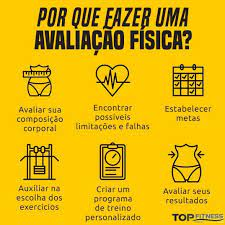 POR QUE FAZER UMA
AVALIAÇÃO FÍSICA?
Avaliar sua
composição
corporal
Encontrar
possíveis
limitações e falhas
Estabelecer
metas
Auxiliar na
escolha dos
exercícios
Criar um
programa
de treino
personalizado
Avaliar seus
resultados
TOP FITNESS